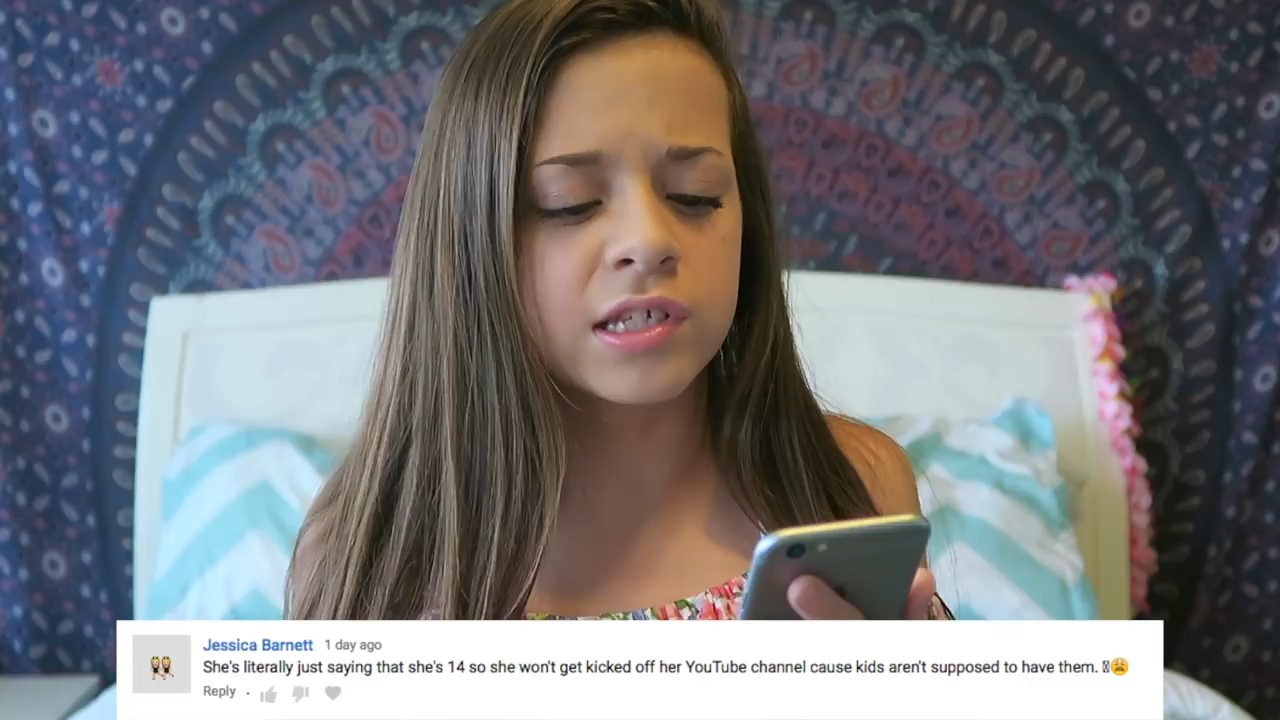 Jessica Barnett 1 day ago
She's literally just saying that she's 14 so she won't get kicked off her YouTube channel cause kids aren't supposed to have them. 😩
Reply ·